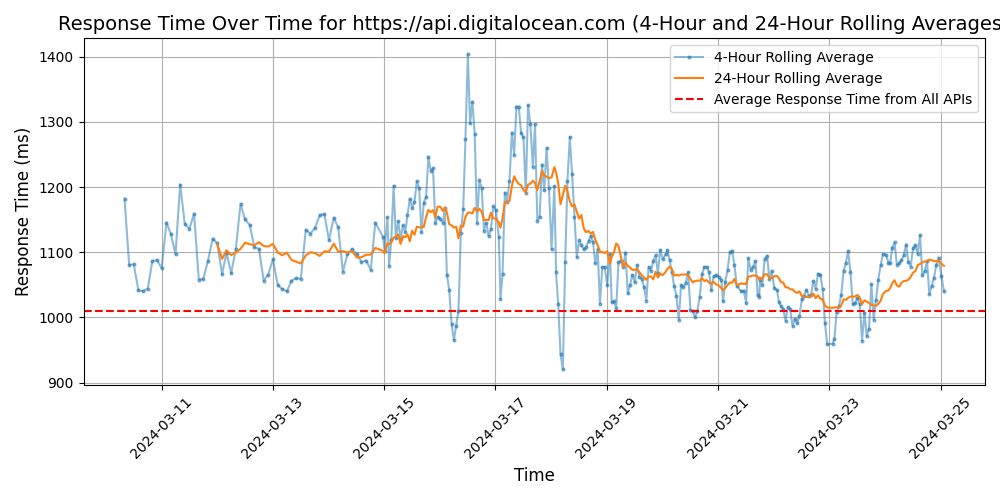 Response Time Over Time for https://api.digitalocean.com (4-Hour and 24-Hour Rolling Averages
4-Hour Rolling Average
24-Hour Rolling Average
Average Response Time from All APIs
Response Time (ms)
1400
1300
1200
1100
1000
900
2024-03-11
2024-03-13
2024-03-15
2024-03-17
2024-03-19
2024-03-21
2024-03-23
2024-03-25
Time